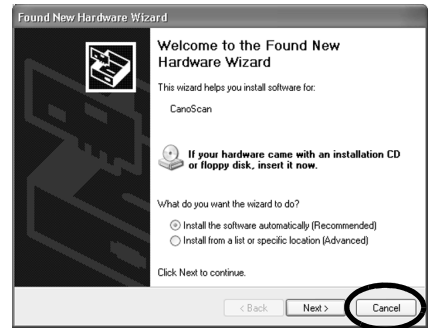 Found New Hardware Wizard
Welcome to the Found New
Hardware Wizard
This wizard helps you install software for:
CanoScan
If your hardware came with an installation CD
or floppy disk, insert it now.
What do you want the wizard to do?
Install the software automatically (Recommended)
Install from a list or specific location (Advanced)
Click Next to continue.
< Back Next > Cancel